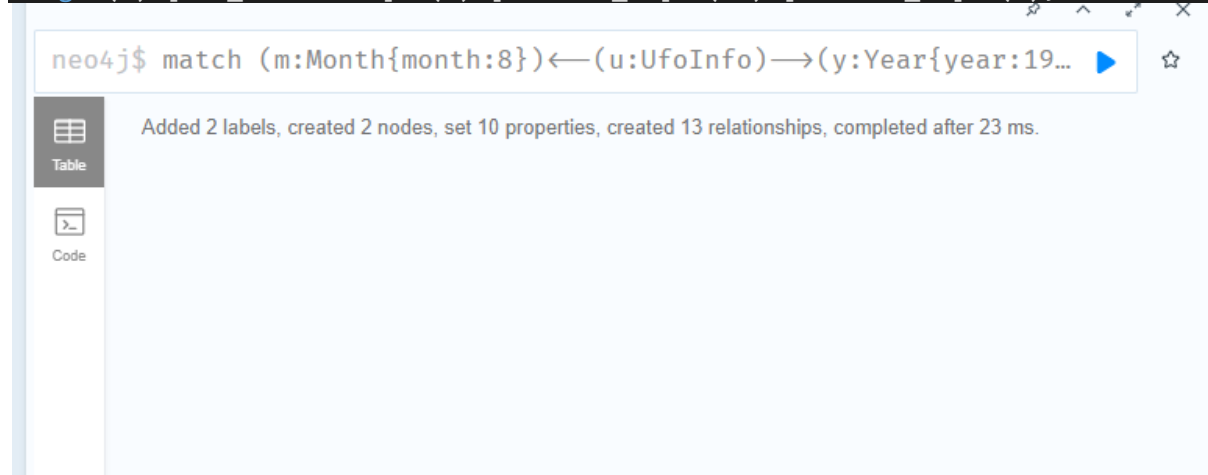 neo4j$ match (m:Month{month:8})<--(u:UfoInfo)-->(y:Year{year:19…
Added 2 labels, created 2 nodes, set 10 properties, created 13 relationships, completed after 23 ms.
Table
Code